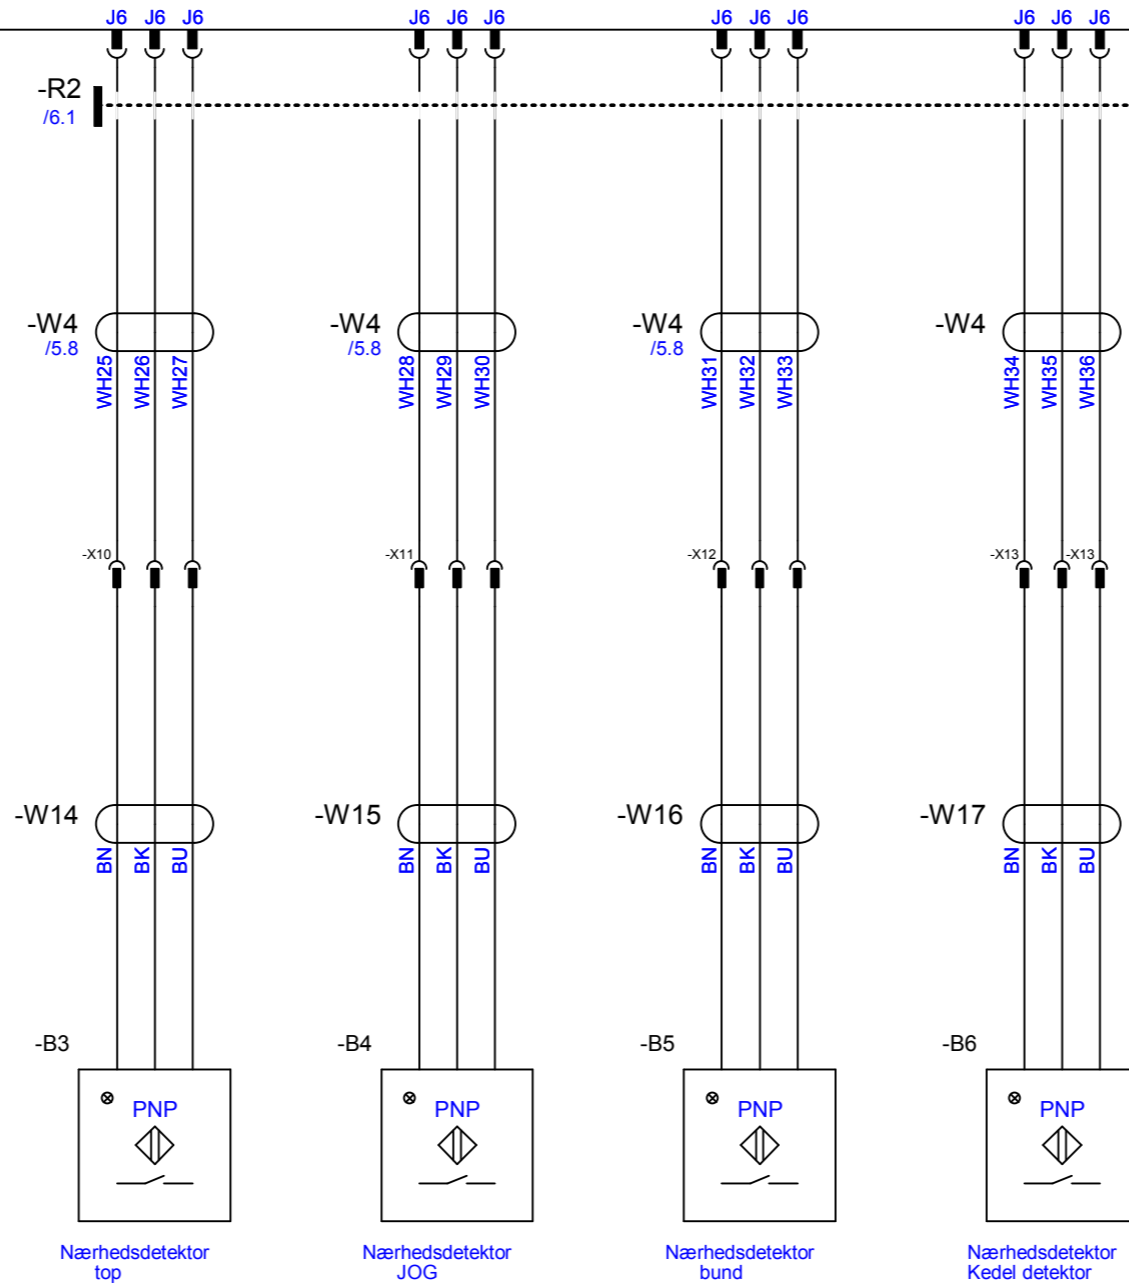 J6 J6 J6 J6 J6 J6 J6 J6 J6 J6 J6 J6
-R2
/6.1
-W4 -W4 -W4 -W4
/5.8 /5.8 /5.8
WH25 WH26 WH27 WH28 WH29 WH30 WH31 WH32 WH33 WH34 WH35 WH36
-X10 -X11 -X12 -X13 -X13
-W14 -W15 -W16 -W17
BN BK BU BN BK BU BN BK BU BN BK BU
-B3 -B4 -B5 -B6
PNP PNP PNP PNP
Nærhedsdetektor Nærhedsdetektor Nærhedsdetektor Nærhedsdetektor
top JOG bund Kedel detektor